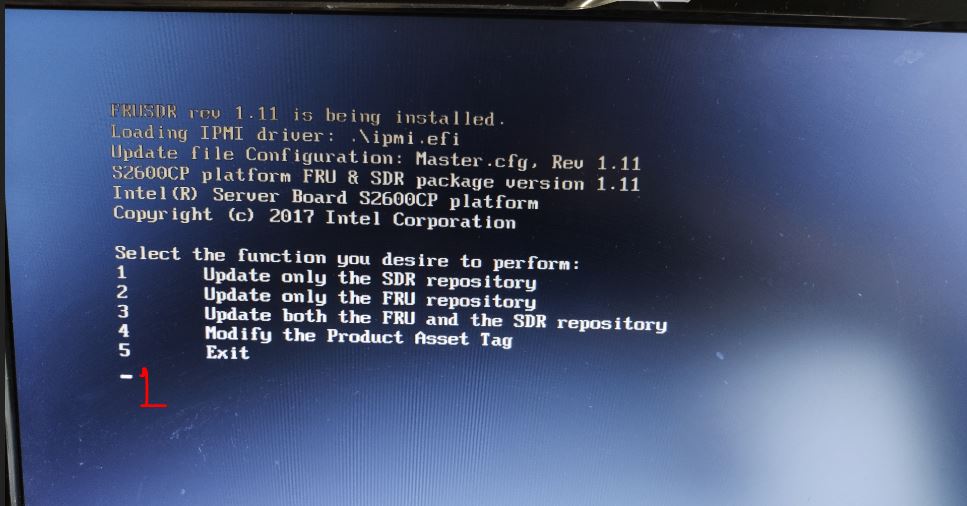 FRUSDR rev 1.11 is being installed.
Loading IPMI driver: .\ipmi.efi
Update file Configuration: Master.cfg, Rev 1.11
S2600CP platform FRU & SDR package version 1.11
Intel(R) Server Board S2600CP platform
Copyright (c) 2017 Intel Corporation
Select the function you desire to perform:
1 Update only the SDR repository
2 Update only the FRU repository
3 Update both the FRU and the SDR repository
4 Modify the Product Asset Tag
5 Exit
_ 1